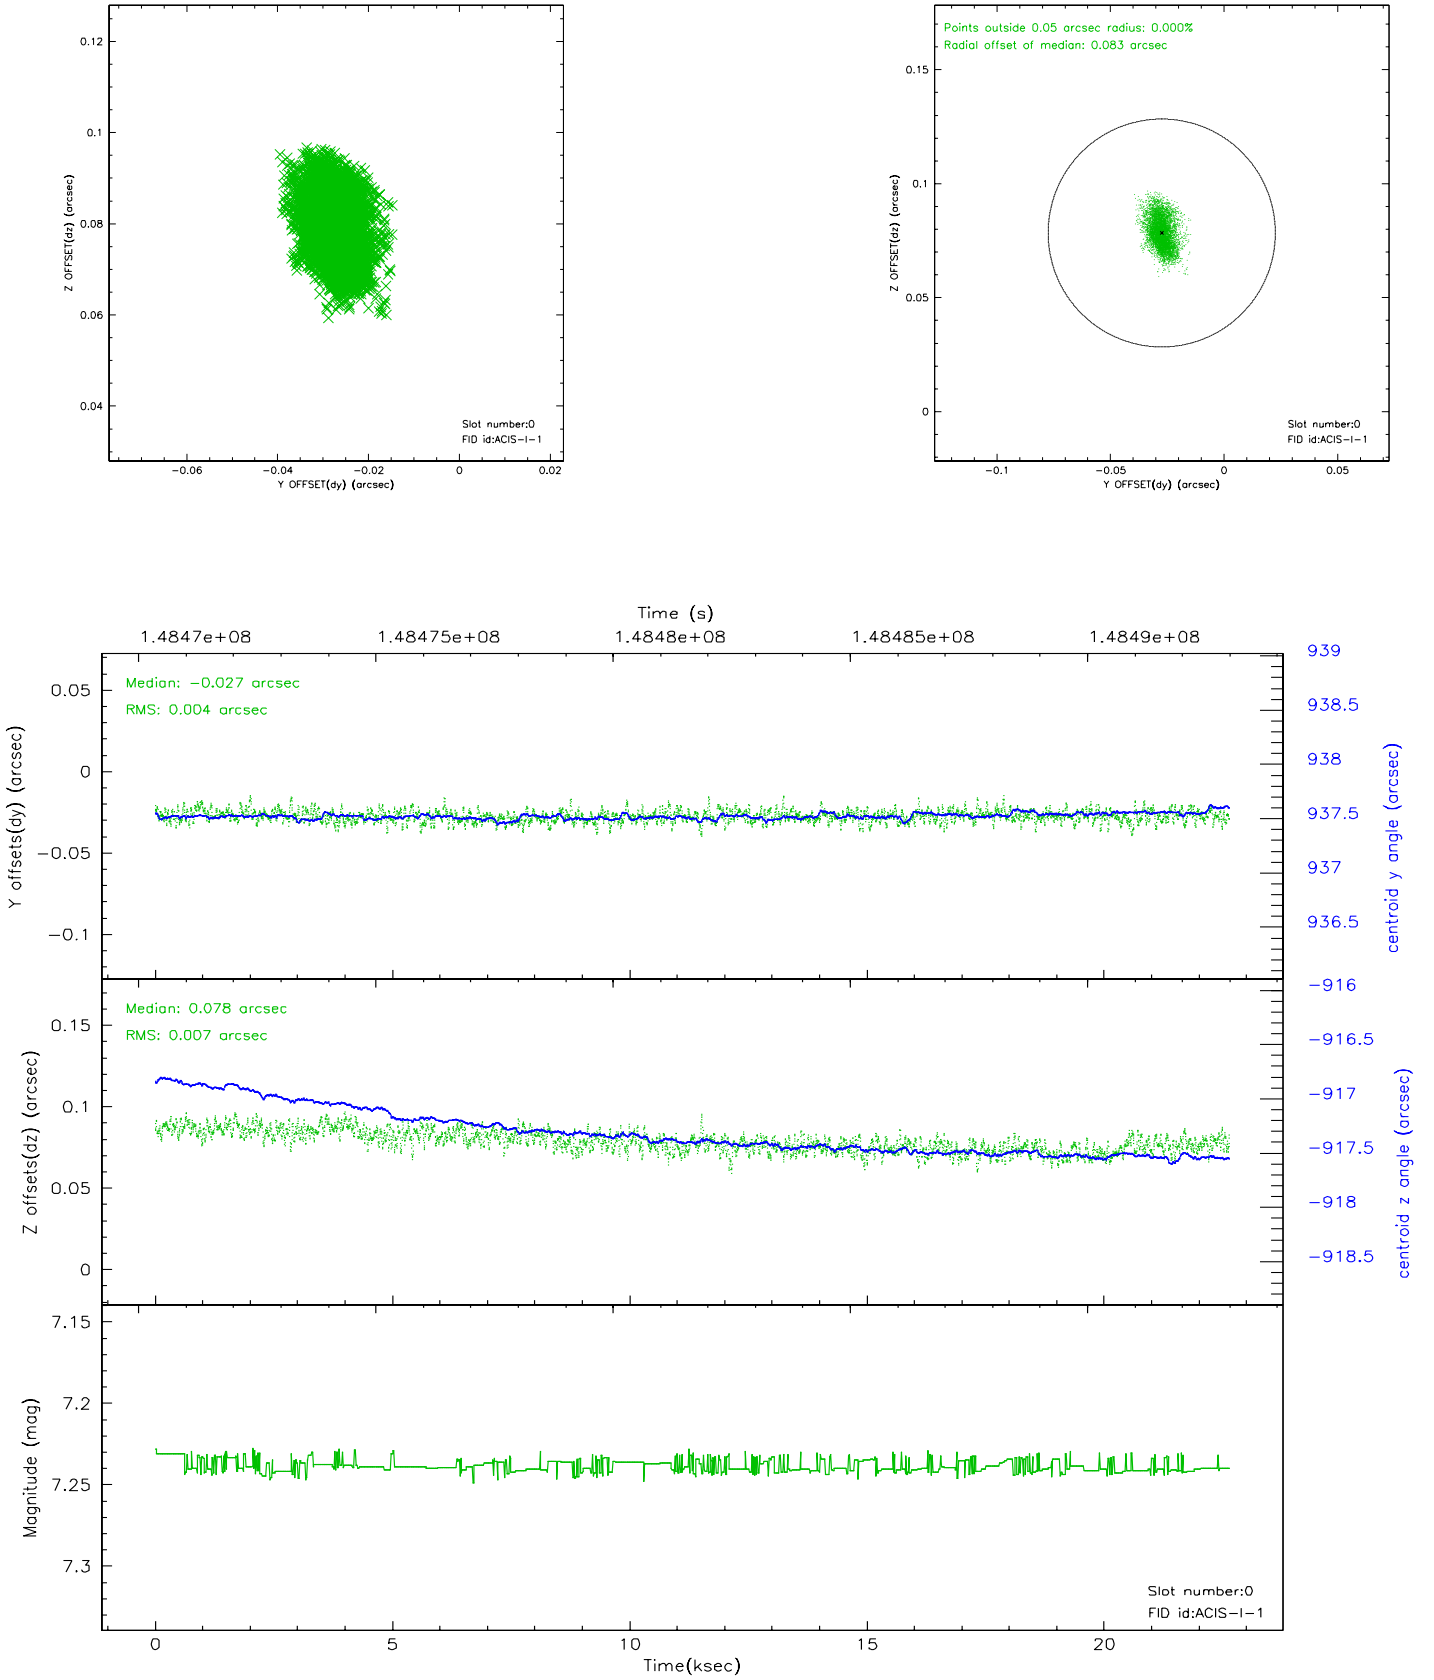 0.12
0.1
0.08
0.06
0.04
Z OFFSET(dz) (arcsec)
Slot number:0
FID id:ACIS-I-1
-0.06
-0.04
-0.02
0
0.02
Y OFFSET(dy) (arcsec)
Points outside 0.05 arcsec radius: 0.000%
Radial offset of median: 0.083 arcsec
0.15
0.1
0.05
0
Z OFFSET(dz) (arcsec)
Slot number:0
FID id:ACIS-I-1
-0.1
-0.05
0
0.05
Y OFFSET(dy) (arcsec)
Time (s)
1.4847e+08
1.48475e+08
1.4848e+08
1.48485e+08
1.4849e+08
Median: -0.027 arcsec
RMS: 0.004 arcsec
0.05
0
-0.05
-0.1
Y offsets(dy) (arcsec)
939
938.5
938
937.5
937
936.5
centroid y angle (arcsec)
Median: 0.078 arcsec
RMS: 0.007 arcsec
0.15
0.1
0.05
0
Z offsets(dz) (arcsec)
-916
-916.5
-917
-917.5
-918
-918.5
centroid z angle (arcsec)
7.15
7.2
7.25
7.3
Magnitude (mag)
Slot number:0
FID id:ACIS-I-1
0
5
10
15
20
Time(ksec)